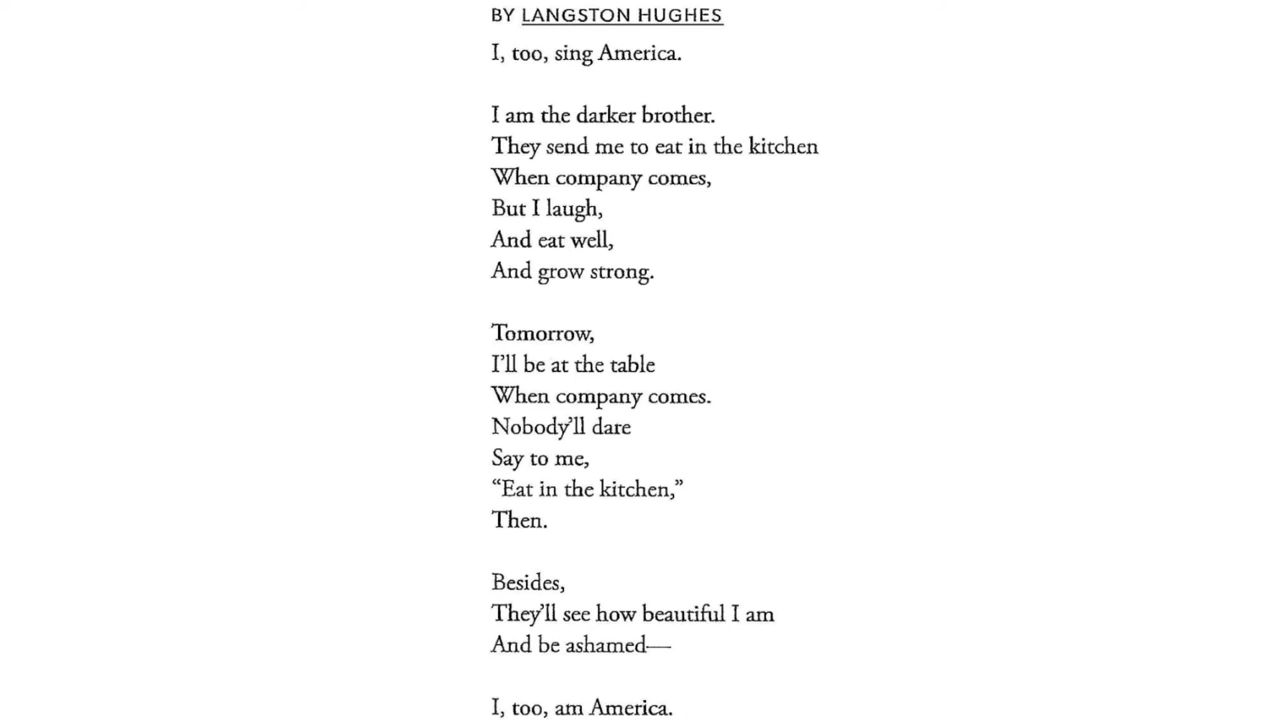 BY LANGSTON HUGHES
I, too, sing America.
I am the darker brother.
They send me to eat in the kitchen
When company comes,
But I laugh,
And eat well,
And grow strong.
Tomorrow,
I’ll be at the table
When company comes.
Nobody’ll dare
Say to me,
“Eat in the kitchen,”
Then.
Besides,
They’ll see how beautiful I am
And be ashamed—
I, too, am America.